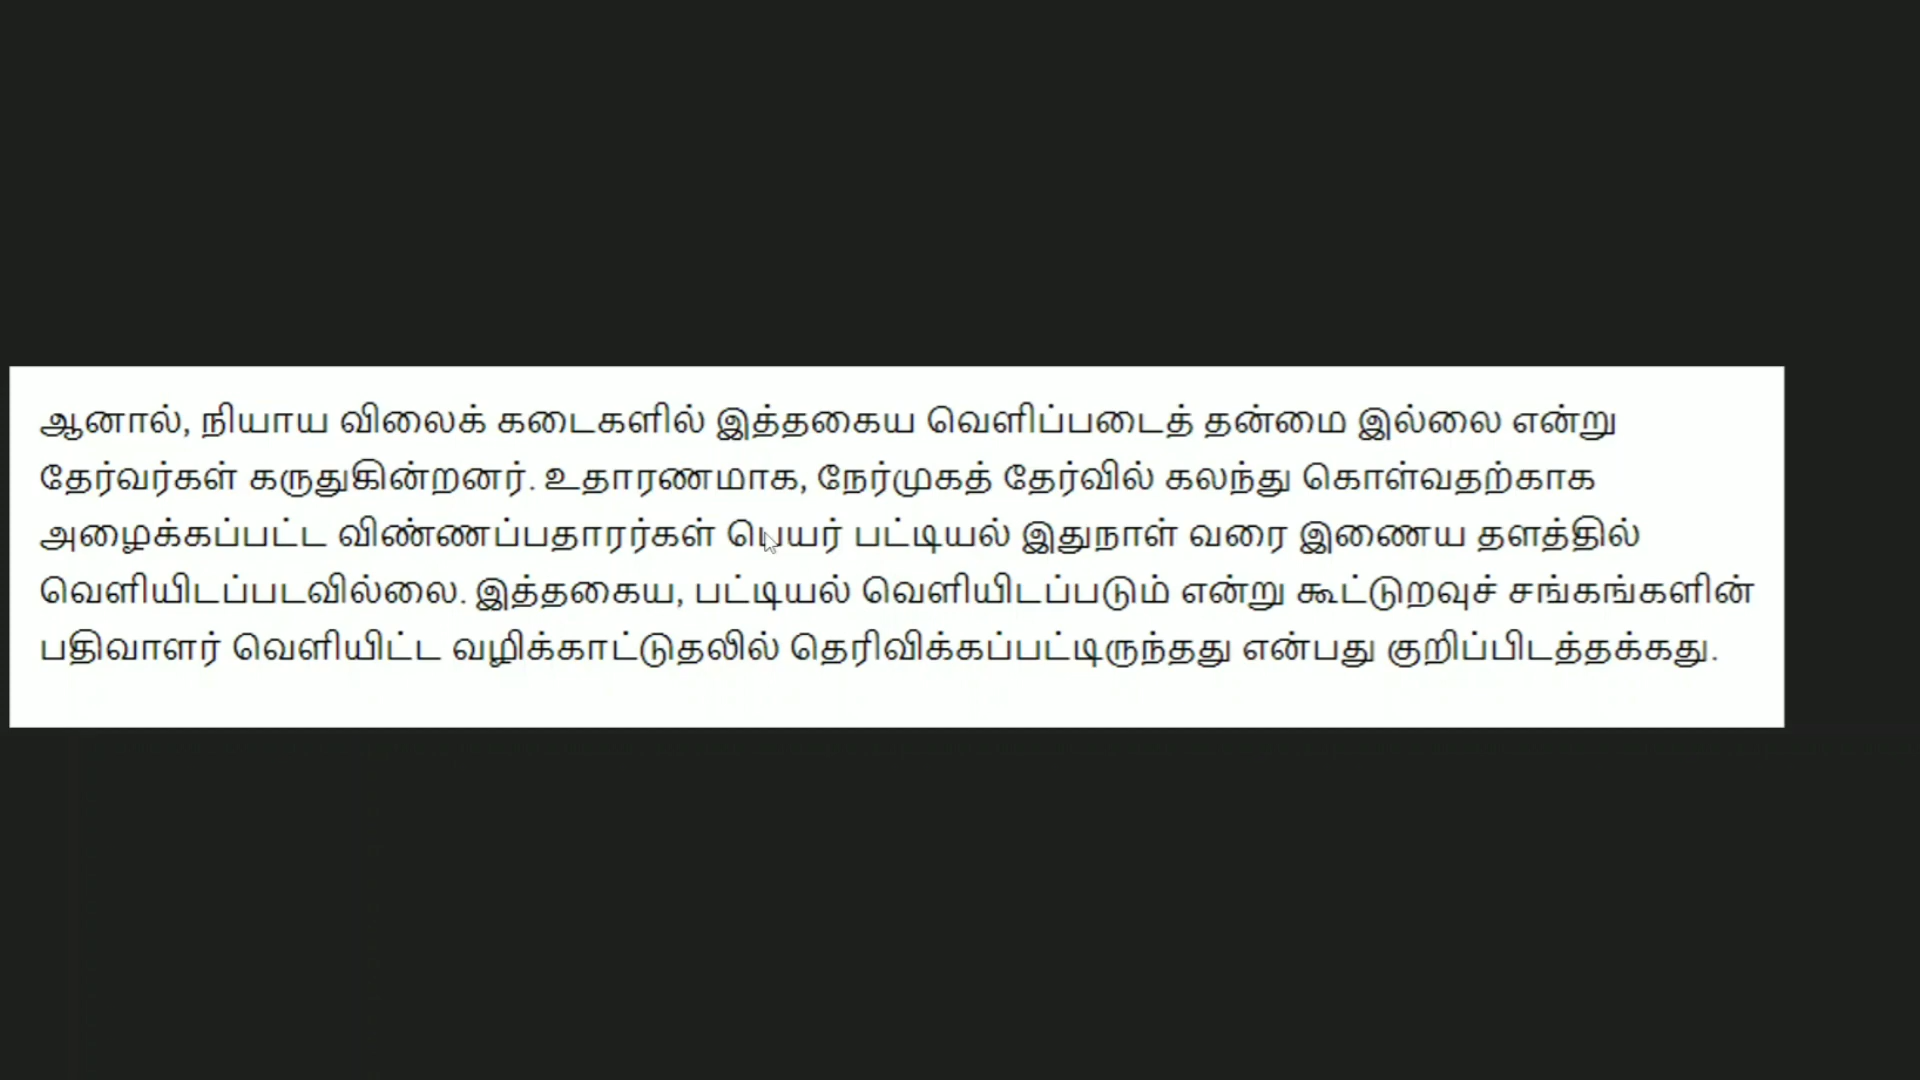 ஆனால், நியாய விலைக் கடைகளில் இத்தகைய வெளிப்படைத் தன்மை இல்லை என்று
தேர்வர்கள் கருதுகின்றனர். உதாரணமாக, நேர்முகத் தேர்வில் கலந்து கொள்வதற்காக
அழைக்கப்பட்ட விண்ணப்பதாரர்கள் பெயர் பட்டியல் இதுநாள் வரை இணைய தளத்தில்
வெளியிடப்படவில்லை. இத்தகைய, பட்டியல் வெளியிடப்படும் என்று கூட்டுறவுச் சங்கங்களின்
பதிவாளர் வெளியிட்ட வழிக்காட்டுதலில் தெரிவிக்கப்பட்டிருந்தது என்பது குறிப்பிடத்தக்கது.